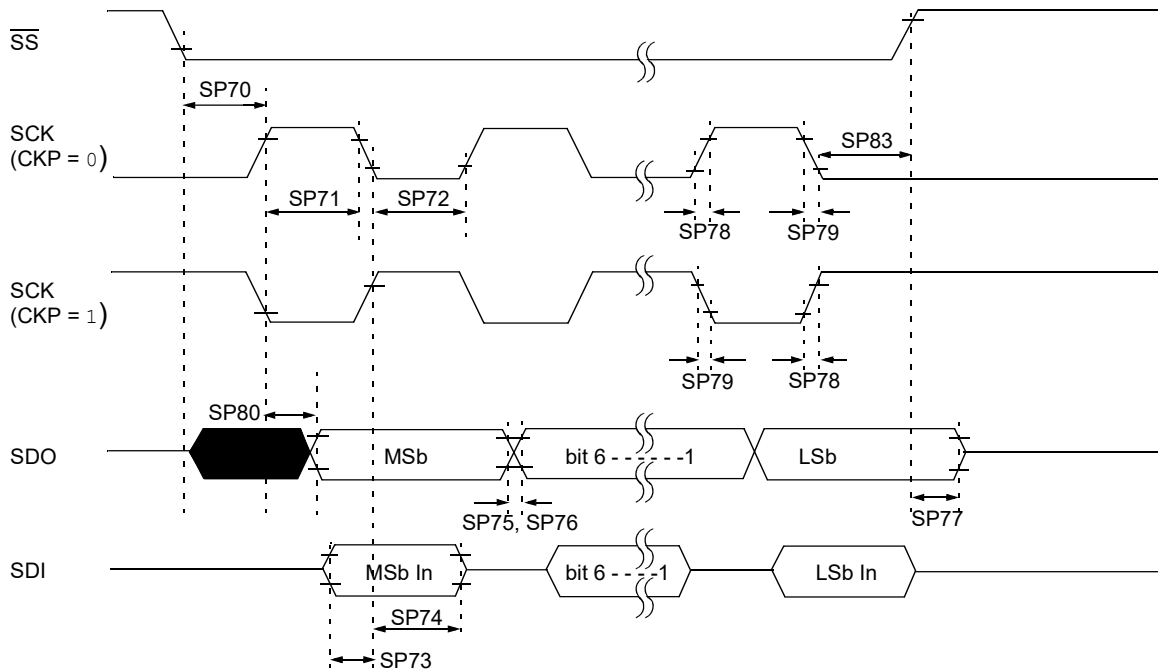 SS
SP70
SCK
(CKP = 0)
SP83
SP71
SP72
SP78
SP79
SCK
(CKP = 1)
SP79
SP78
SP80
SDO
MSb
bit 6 - - - - - -1
LSb
SP75, SP76
SP77
SDI
MSb In
bit 6 - - - -1
LSb In
SP74
SP73